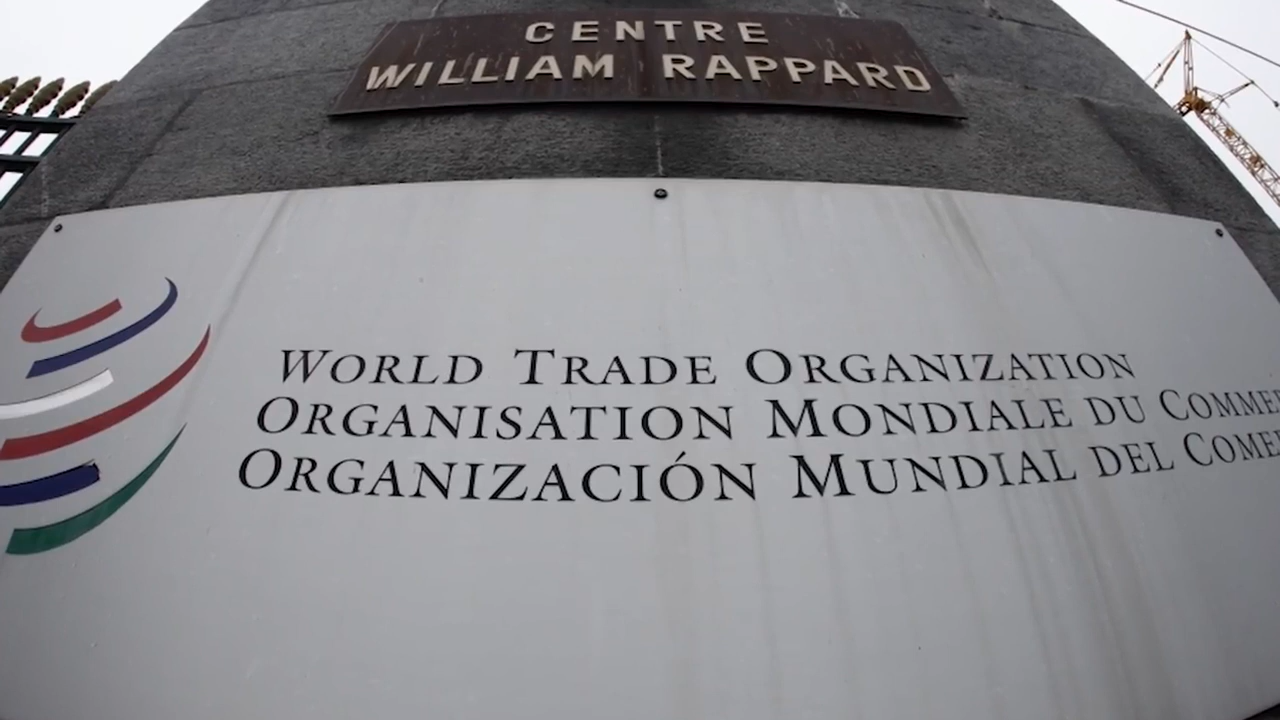 CENTRE
WILLIAM RAPPARD
WORLD TRADE ORGANIZATION
ORGANISATION MONDIALE DU
ORGANIZACIÓN MUNDIAL DEL